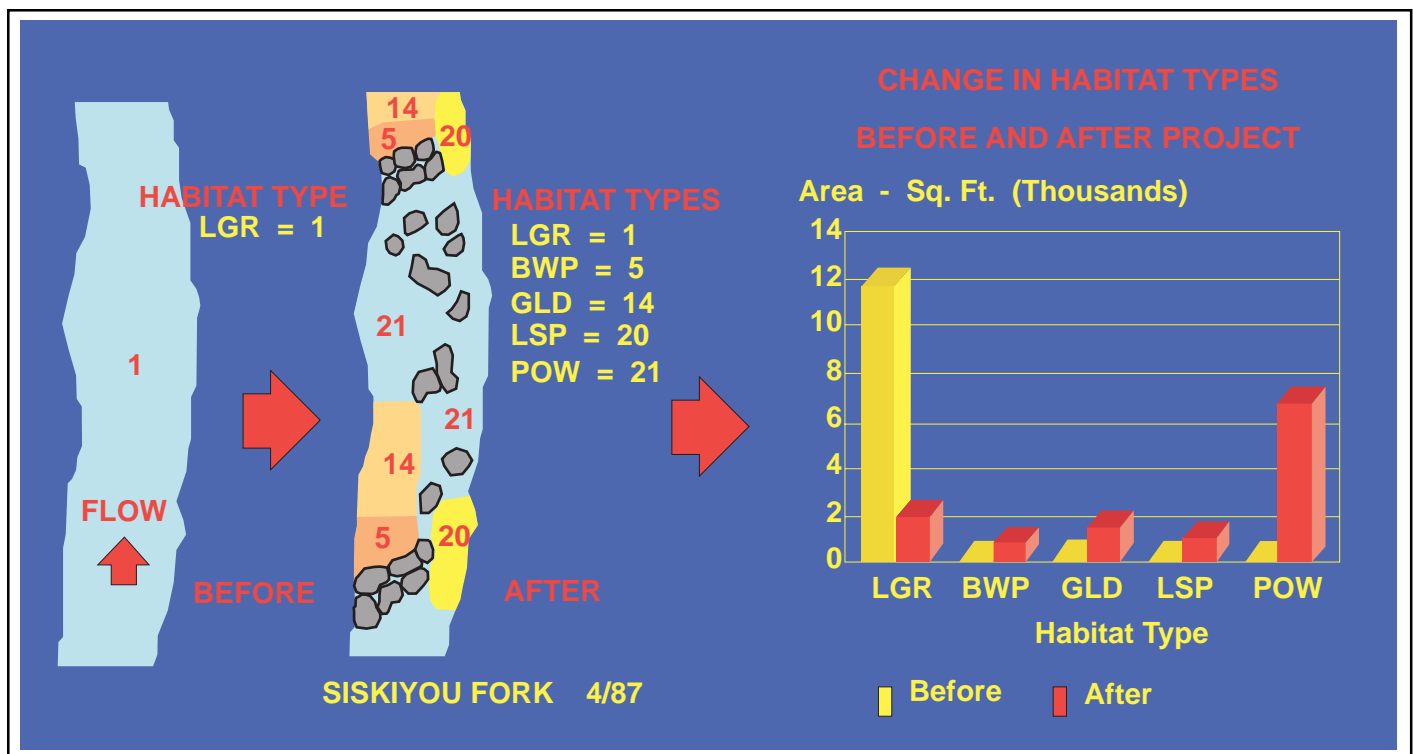 1
HABITAT TYPE
LGR = 1
FLOW
BEFORE
14
5
20
21
21
14
5
20
HABITAT TYPES
LGR = 1
BWP = 5
GLD = 14
LSP = 20
POW = 21
AFTER
SISKIYOU FORK 4/87
CHANGE IN HABITAT TYPES
BEFORE AND AFTER PROJECT
Area - Sq. Ft. (Thousands)
14
12
10
8
6
4
2
0
LGR BWP GLD LSP POW
Habitat Type
Before After